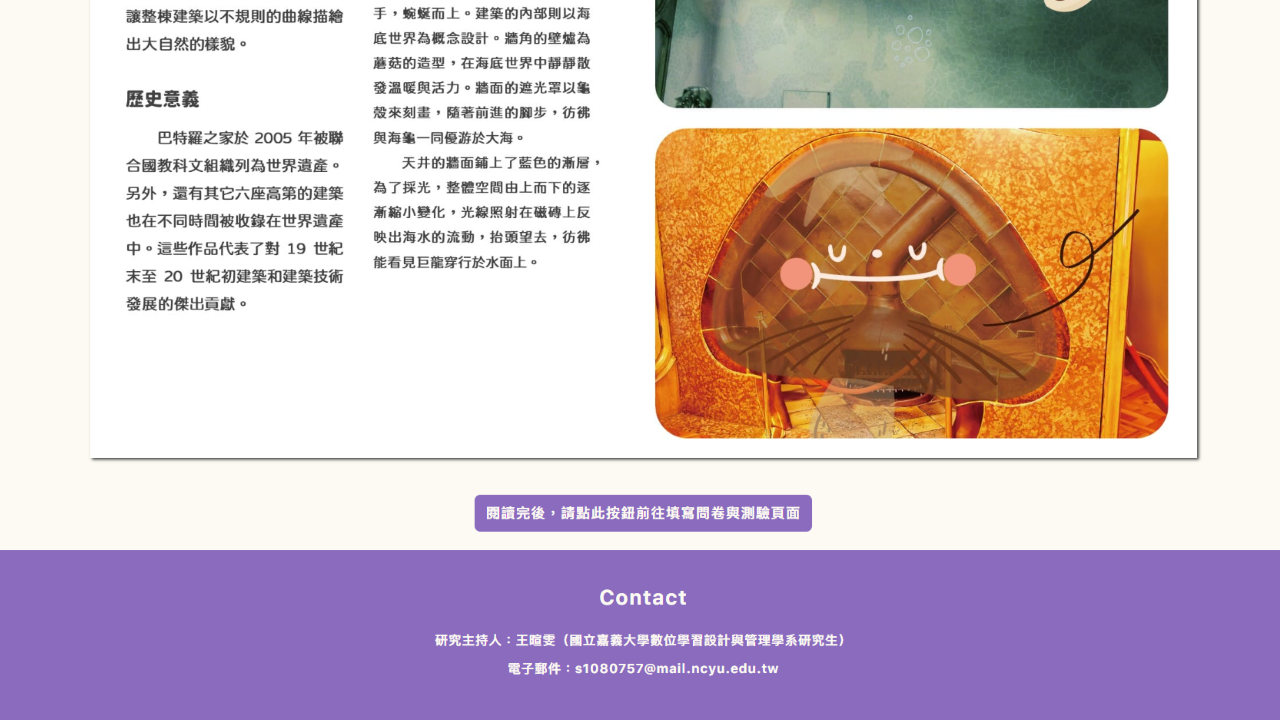 讓整棟建築以不規則的曲線描繪
出大自然的樣貌。
歷史意義
巴特羅之家於 2005 年被聯
合國教科文組織列為世界遺產。
另外，還有其它六座高第的建築
也在不同時間被收錄在世界遺產
中。這些作品代表了對 19 世紀
末至 20 世紀初建築和建築技術
發展的傑出貢獻。
手，蜿蜒而上。建築的內部則以海
底世界為概念設計。牆角的壁爐為
蘑菇的造型，在海底世界中靜靜散
發溫暖與活力。牆面的遮光罩以龜
殼來刻畫，隨著前進的腳步，彷彿
與海龜一同優游於大海。
天井的牆面鋪上了藍色的漸層，
為了採光，整體空間由上而下的逐
漸縮小變化，光線照射在磁磚上反
映出海水的流動，抬頭望去，彷彿
能看見巨龍穿行於水面上。
閱讀完後，請點此按鈕前往填寫問卷與測驗頁面
Contact
研究主持人：王暄雯（國立嘉義大學數位學習設計與管理學系研究生）
電子郵件：s1080757@mail.ncyu.edu.tw